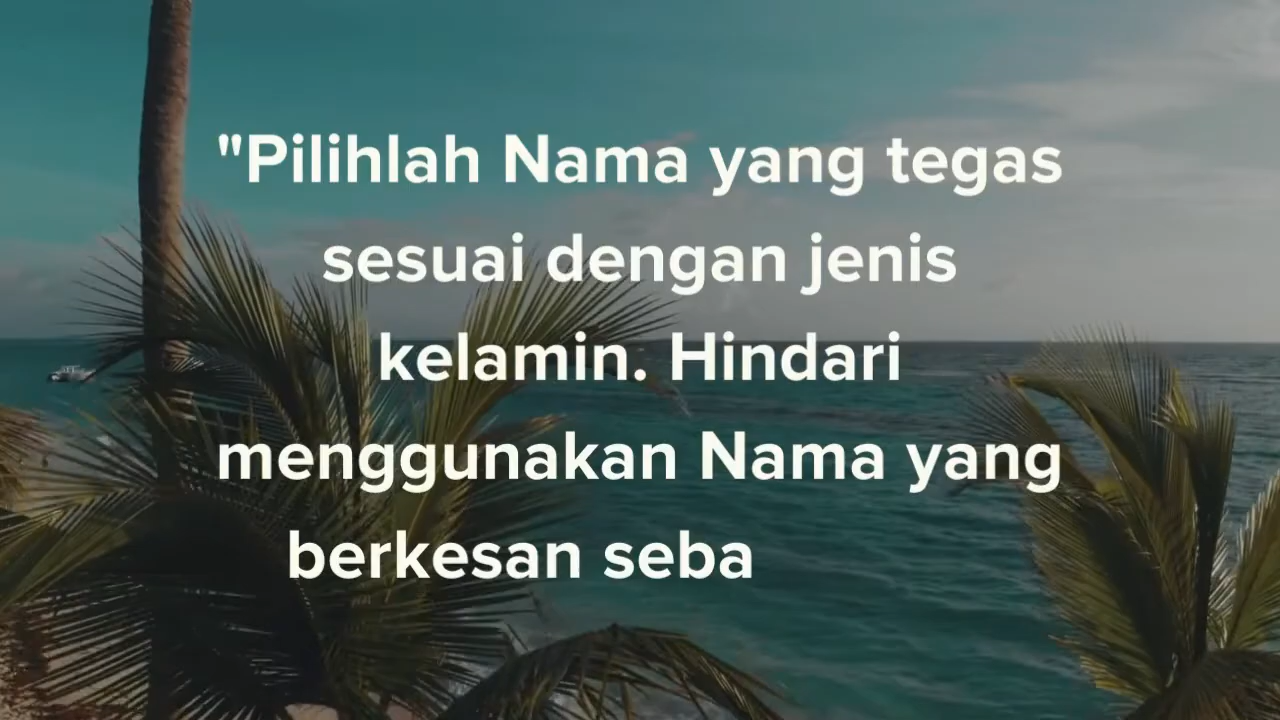 "Pilihlah Nama yang tegas
sesuai dengan jenis
kelamin. Hindari
menggunakan Nama yang
berkesan seba